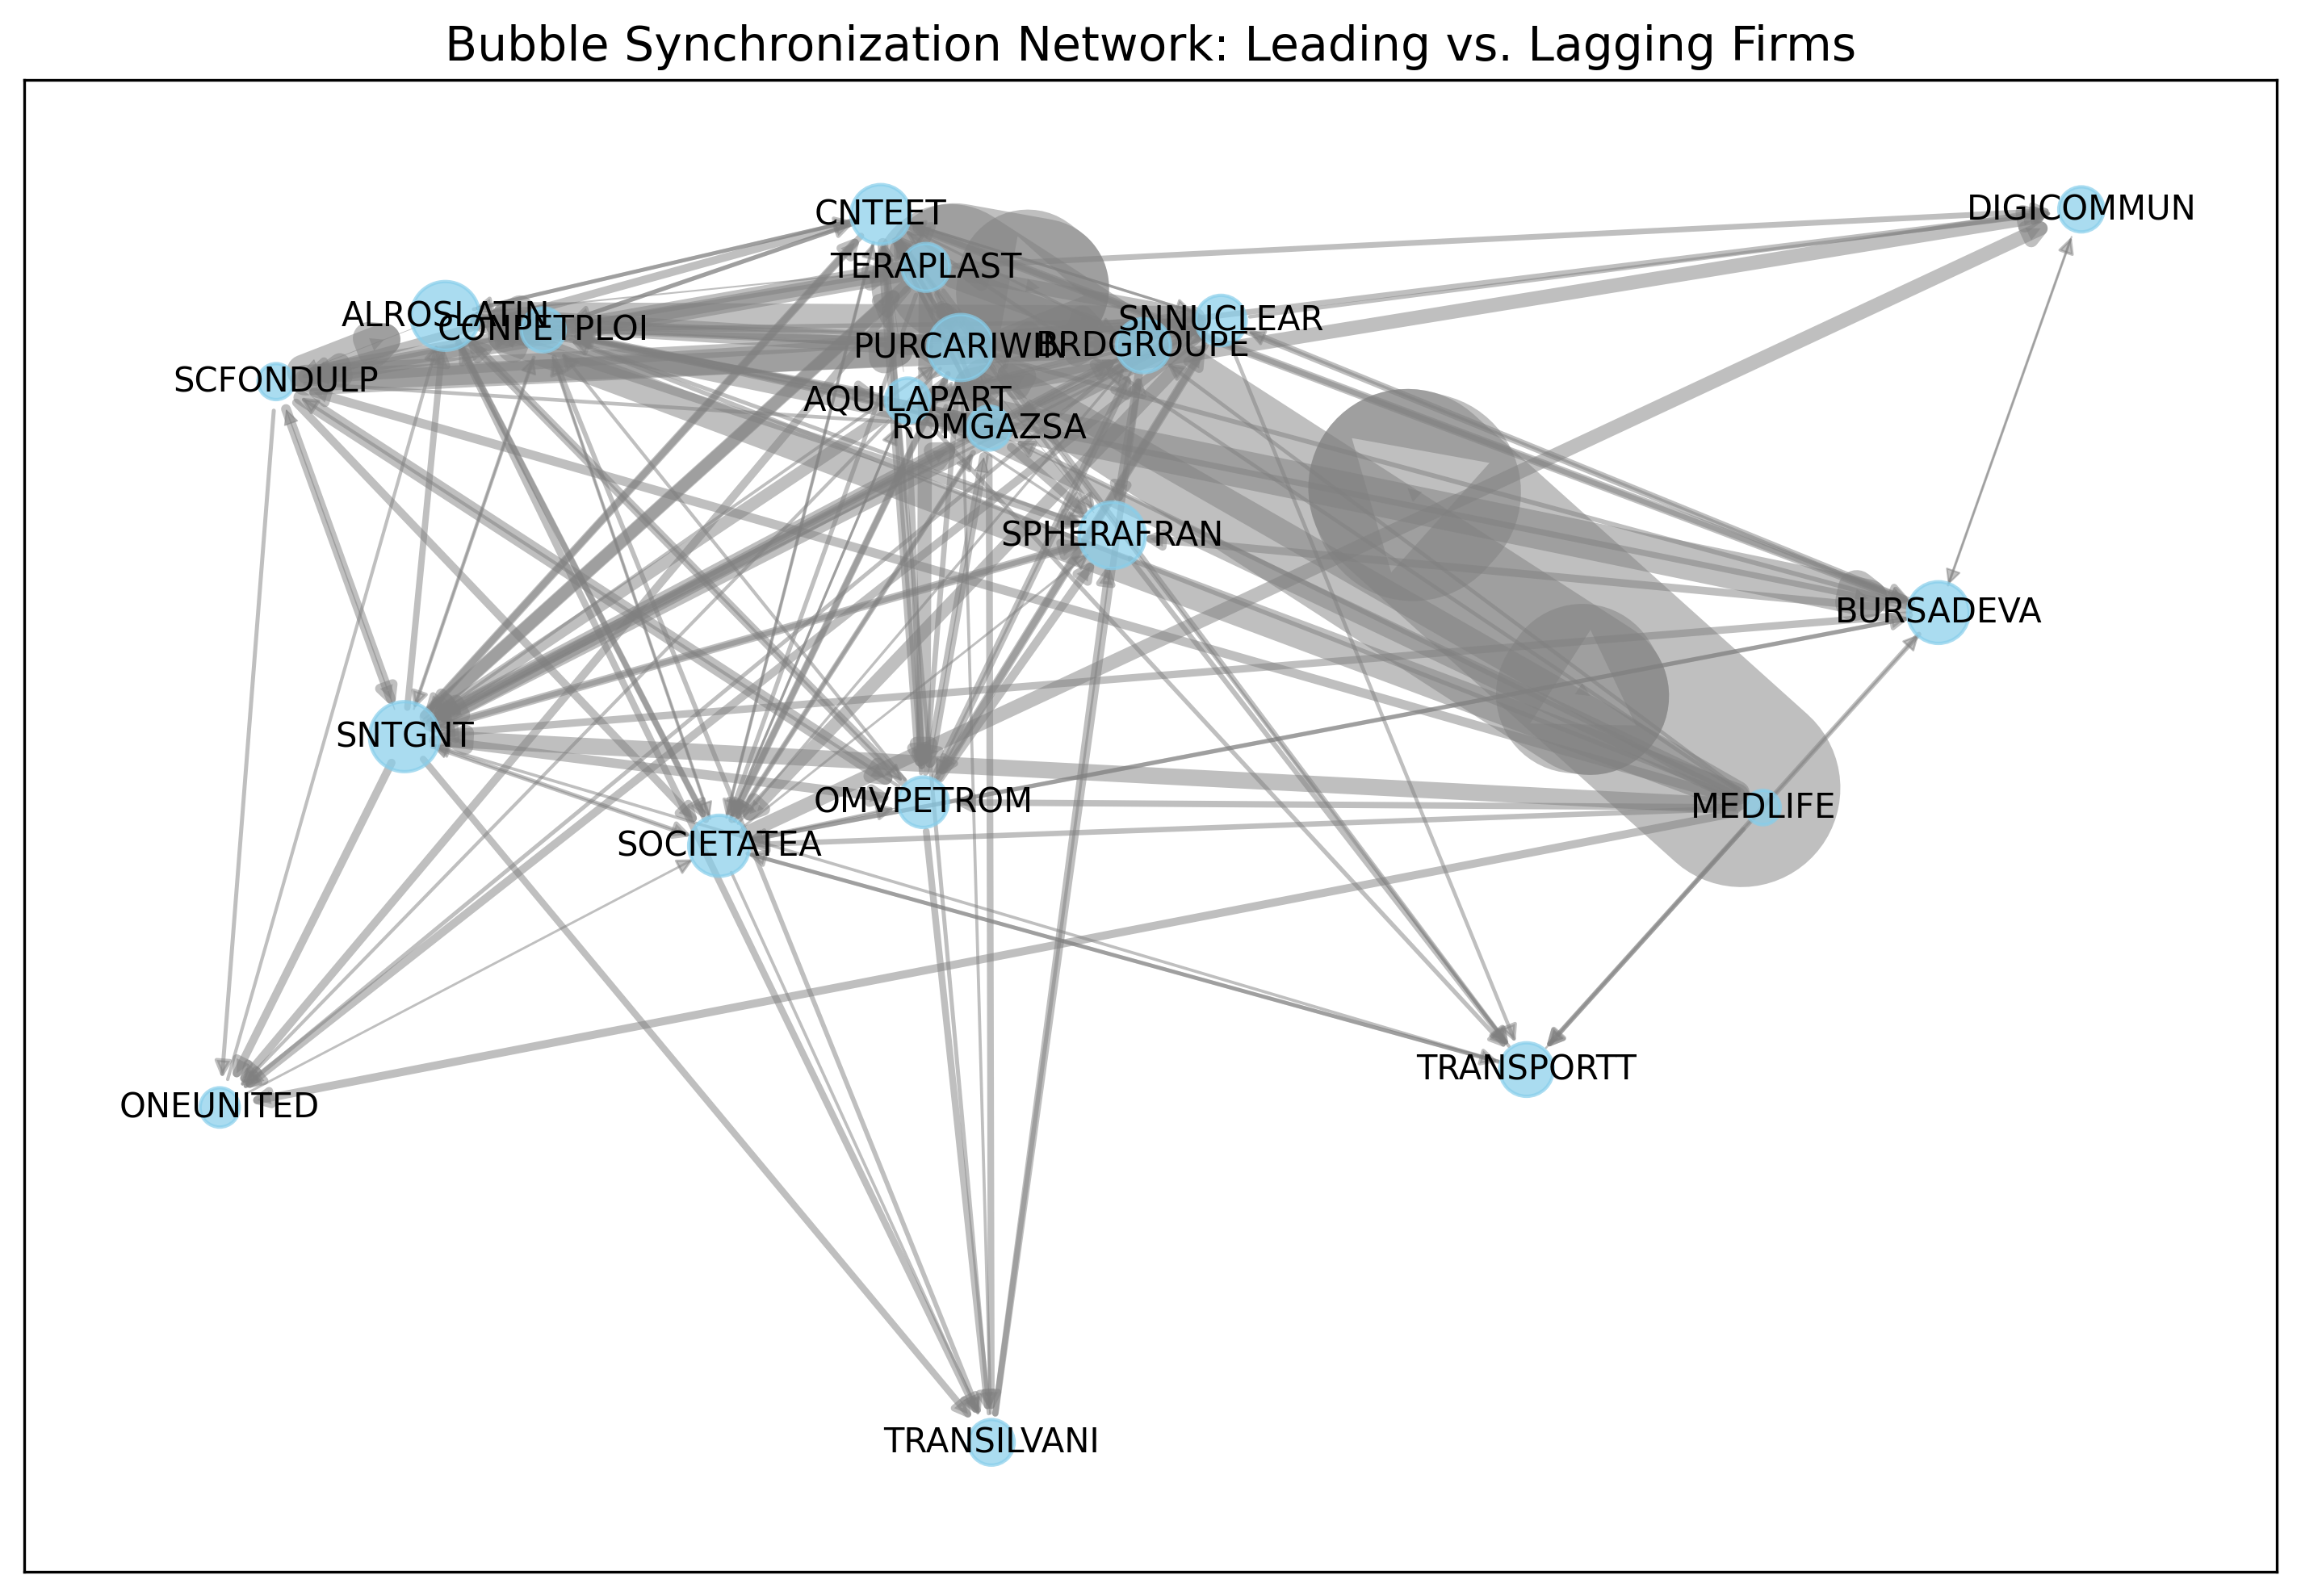 Bubble Synchronization Network: Leading vs. Lagging Firms
CNTEET
DIGICOMMUN
TERAPLAST
ALROSLATIN
SNNUCLEAR
CONPETPLOI
PURCARIWIN
BRDGROUPE
SCFONDULP
AQUILAPART
ROMGAZSA
SPHERAFRAN
BURSADEVA
SNTGNT
OMVPETROM
MEDLIFE
SOCIETATEA
TRANSPORTT
ONEUNITED
TRANSILVANI